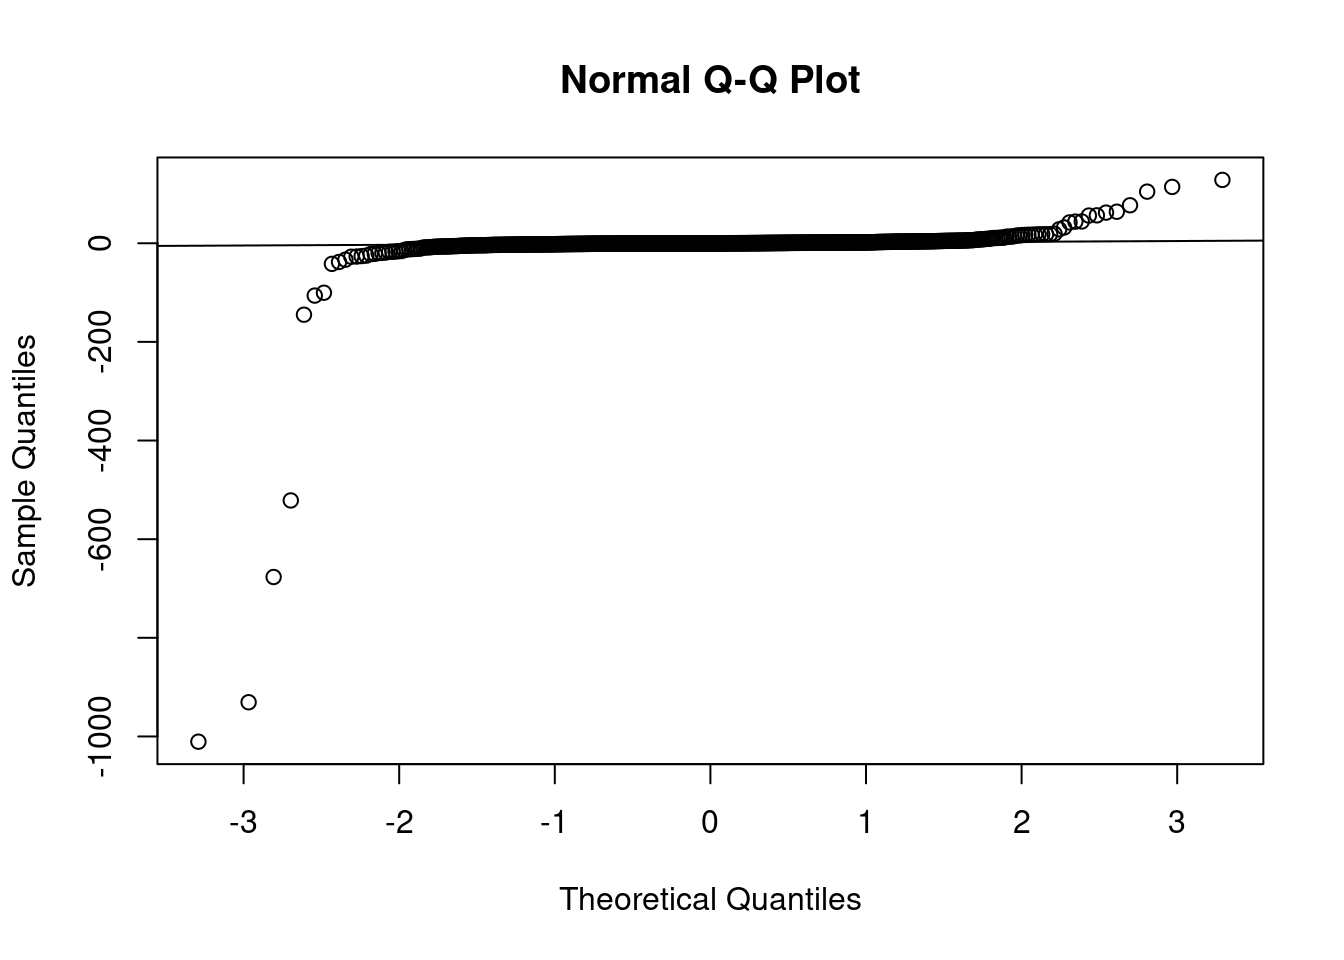 Normal Q-Q Plot
Sample Quantiles
0
-200
-400
-600
-1000
-3 -2 -1 0 1 2 3
Theoretical Quantiles